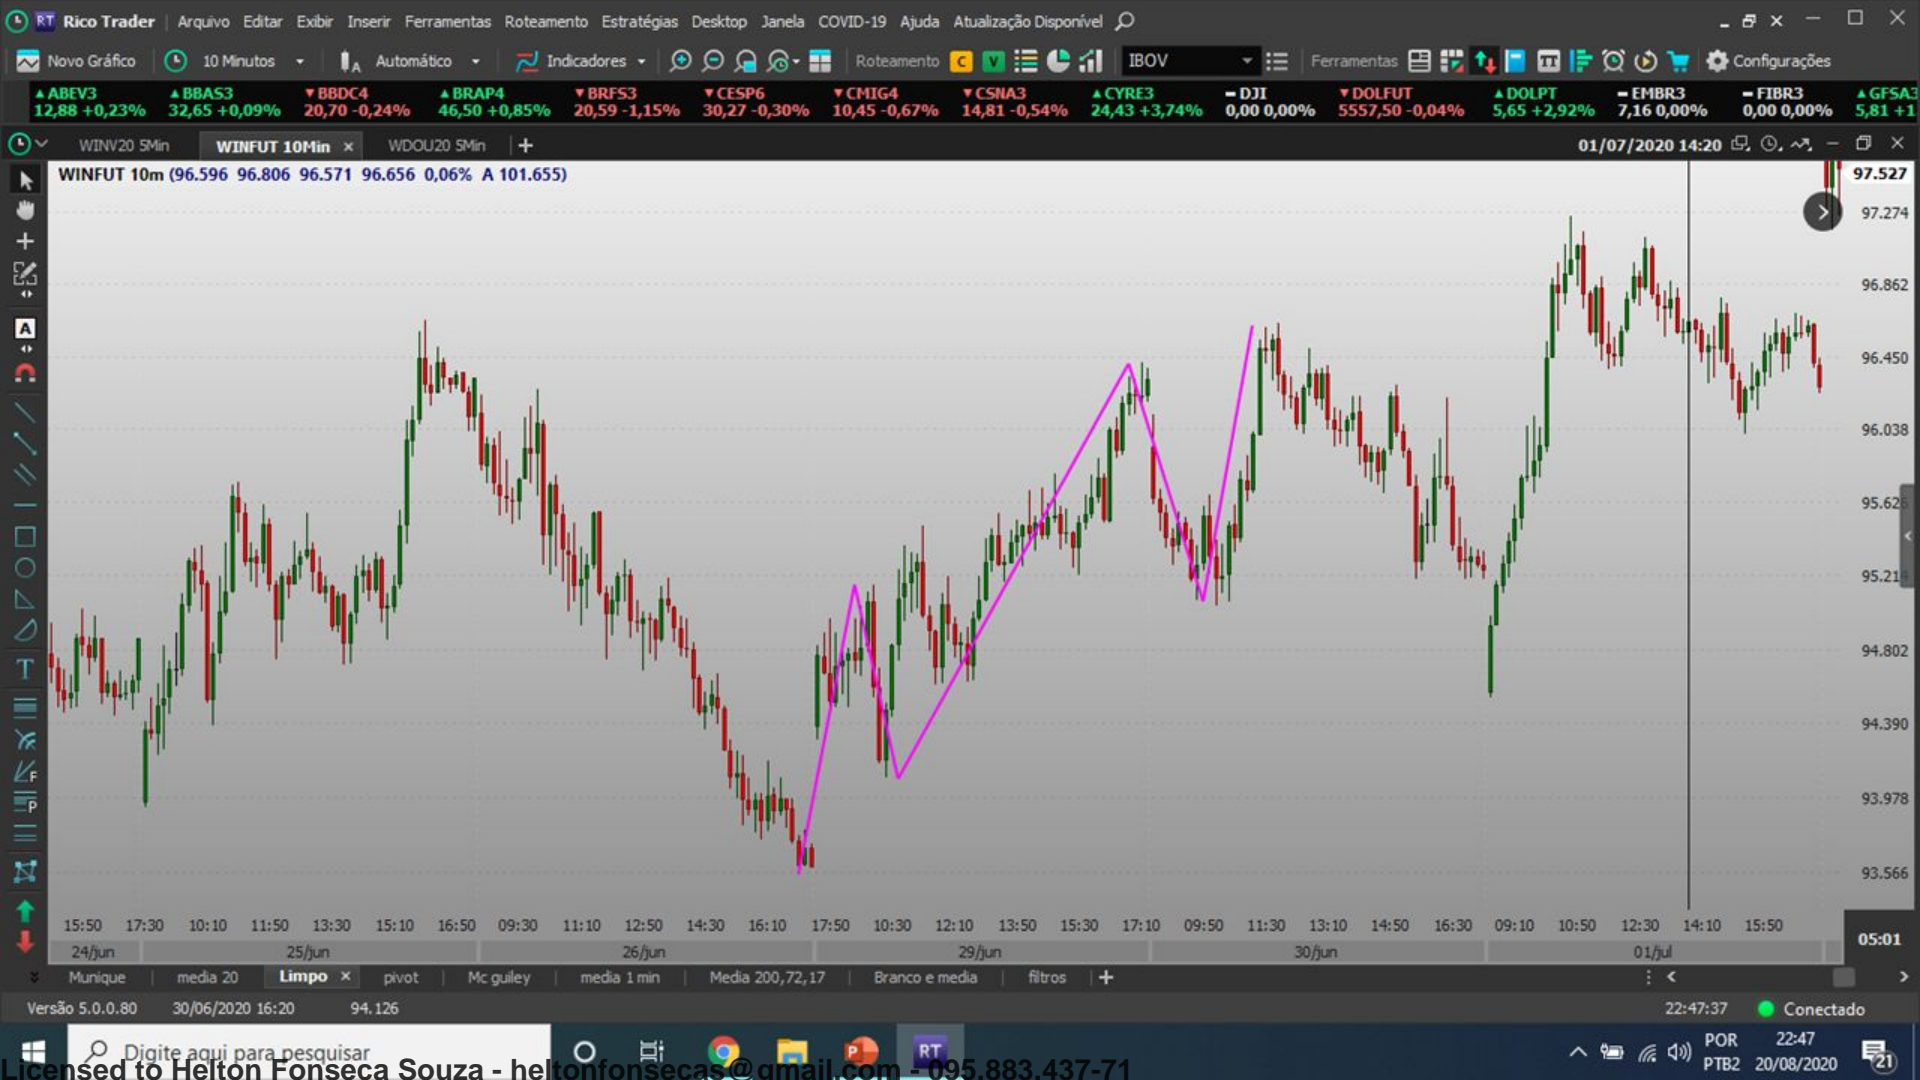 RT Rico Trader Arquivo Editar Exibir Inserir Ferramentas Roteamento Estratégias Desktop Janela COVID-19 Ajuda Atualização Disponível
Novo Gráfico 10 Minutos Automático Indicadores Roteamento C V IBOV Ferramentas Configurações
ABEV3 BBAS3 BBDC4 BRAP4 BRFS3 CESP6 CMIG4 CSNA3 CYRE3 DJI DOLFUT DOLPT EMBR3 FIBR3 GFSA3
12,88 +0,23% 32,65 +0,09% 20,70 -0,24% 46,50 +0,85% 20,59 -1,15% 30,27 -0,30% 10,45 -0,67% 14,81 -0,54% 24,43 +3,74% 0,00 0,00% 5557,50 -0,04% 5,65 +2,92% 7,16 0,00% 0,00 0,00% 5,81 +1
WINV20 5Min WINFUT 10Min × WDOU20 5Min + 01/07/2020 14:20
WINFUT 10m (96.596 96.806 96.571 96.656 0,06% A 101.655)
97.527
97.274
96.862
96.450
96.038
95.626
95.21
94.802
94.390
93.978
93.566
A
T
F
P
15:50 17:30 10:10 11:50 13:30 15:10 16:50 09:30 11:10 12:50 14:30 16:10 17:50 10:30 12:10 13:50 15:30 17:10 09:50 11:30 13:10 14:50 16:30 09:10 10:50 12:30 14:10 15:50
24/jun 25/jun 26/jun 29/jun 30/jun 01/jul
05:01
Munique media 20 Limpo × pivot Mc guiley media 1 min Media 200,72,17 Branco e media filtros +
Versão 5.0.0.80 30/06/2020 16:20 94.126 22:47:37 Conectado
Digite aqui para pesquisar RT POR 22:47
PTB2 20/08/2020 21
Licensed to Helton Fonseca Souza - heltonfonsecas@gmail.com - 095.883.437-71